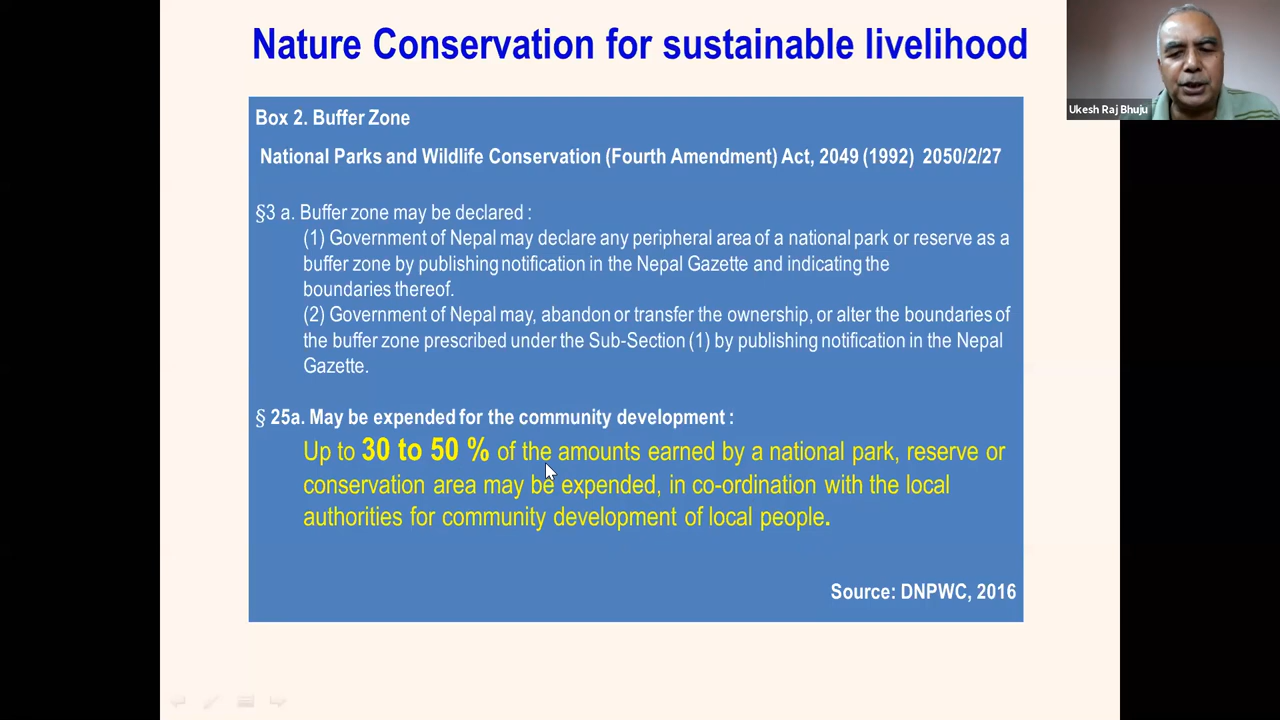 Nature Conservation for sustainable livelihood
Ukesh Raj Bhuju
Box 2. Buffer Zone
National Parks and Wildlife Conservation (Fourth Amendment) Act, 2049 (1992) 2050/2/27
§3 a. Buffer zone may be declared :
(1) Government of Nepal may declare any peripheral area of a national park or reserve as a
buffer zone by publishing notification in the Nepal Gazette and indicating the
boundaries thereof.
(2) Government of Nepal may, abandon or transfer the ownership, or alter the boundaries of
the buffer zone prescribed under the Sub-Section (1) by publishing notification in the Nepal
Gazette.
§ 25a. May be expended for the community development :
Up to 30 to 50 % of the amounts earned by a national park, reserve or
conservation area may be expended, in co-ordination with the local
authorities for community development of local people.
Source: DNPWC, 2016